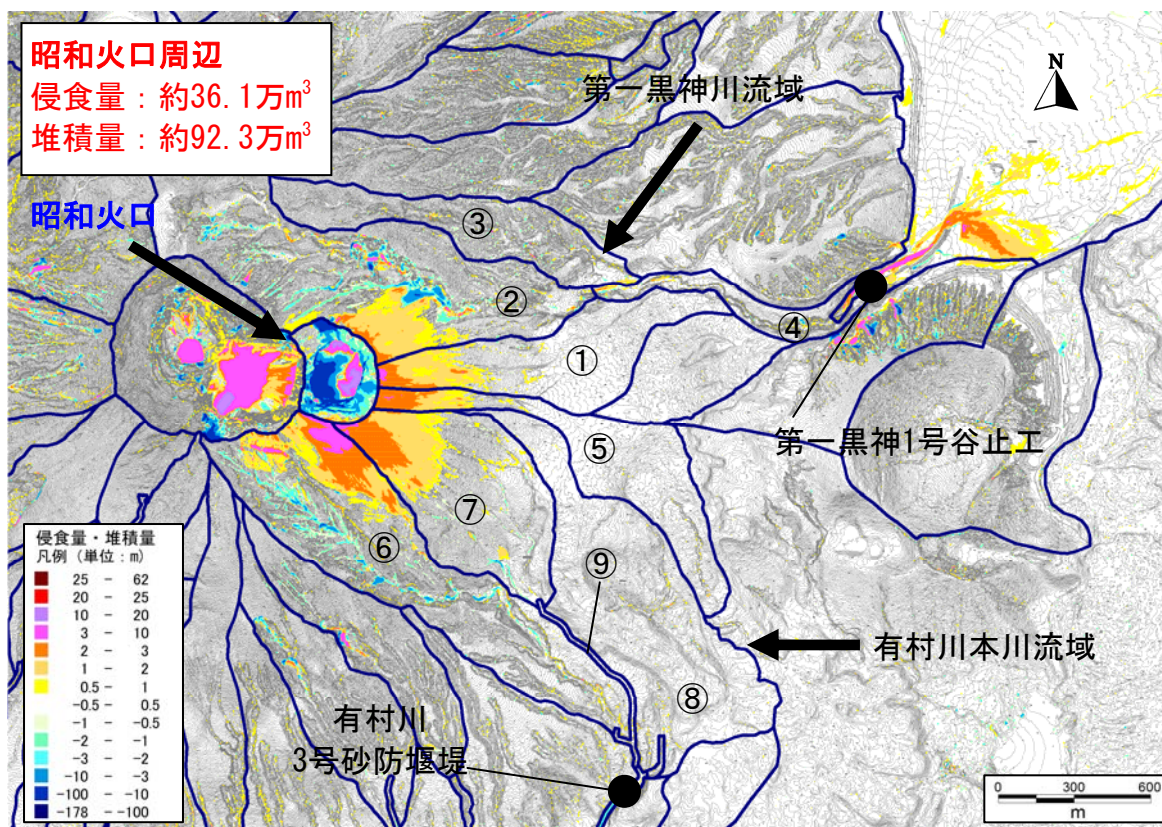 昭和火口周辺
侵食量：約36.1万m³
堆積量：約92.3万m³
昭和火口
第一黒神川流域
N
③
②
①
④
第一黒神1号谷止工
⑤
⑦
⑥
⑨
有村川本川流域
⑧
有村川
3号砂防堰堤
侵食量・堆積量
凡例（単位：m）
25 － 62
20 － 25
10 － 20
3 － 10
2 － 3
1 － 2
0.5 － 1
-0.5 － 0.5
-1 － -0.5
-2 － -1
-3 － -2
-10 － -3
-100 － -10
-178 － -100
0 300 600
m